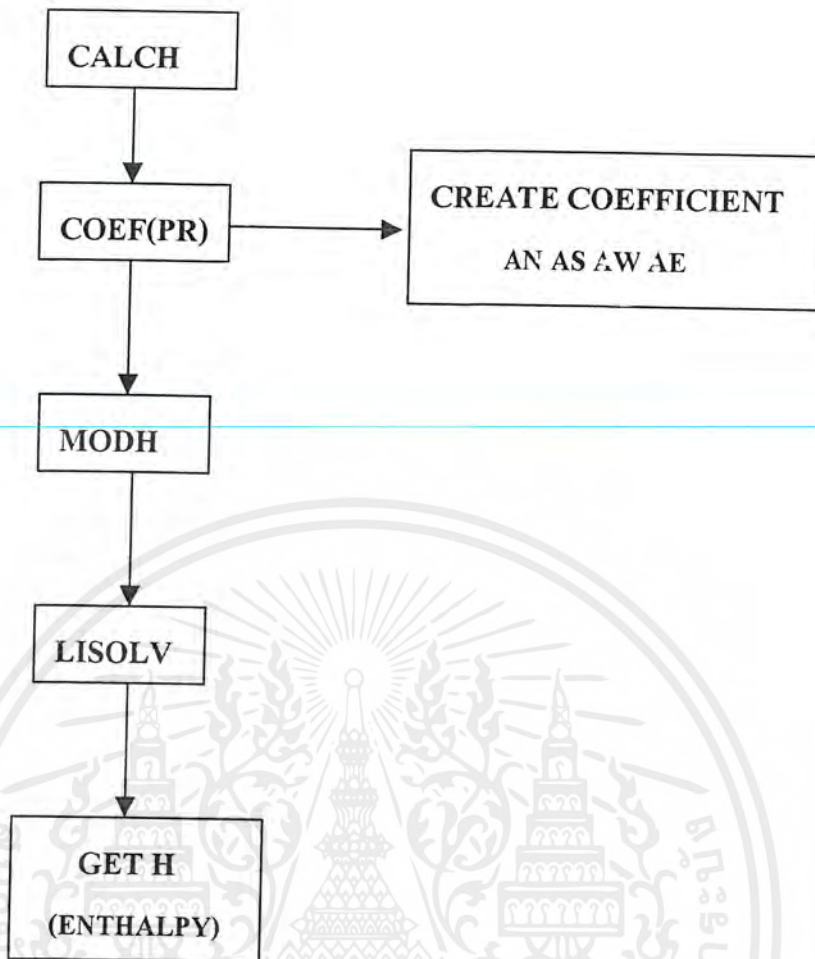 CALCH
COEF(PR)
CREATE COEFFICIENT
AN AS AW AE
MODH
LISOLV
GET H
(ENTHALPY)